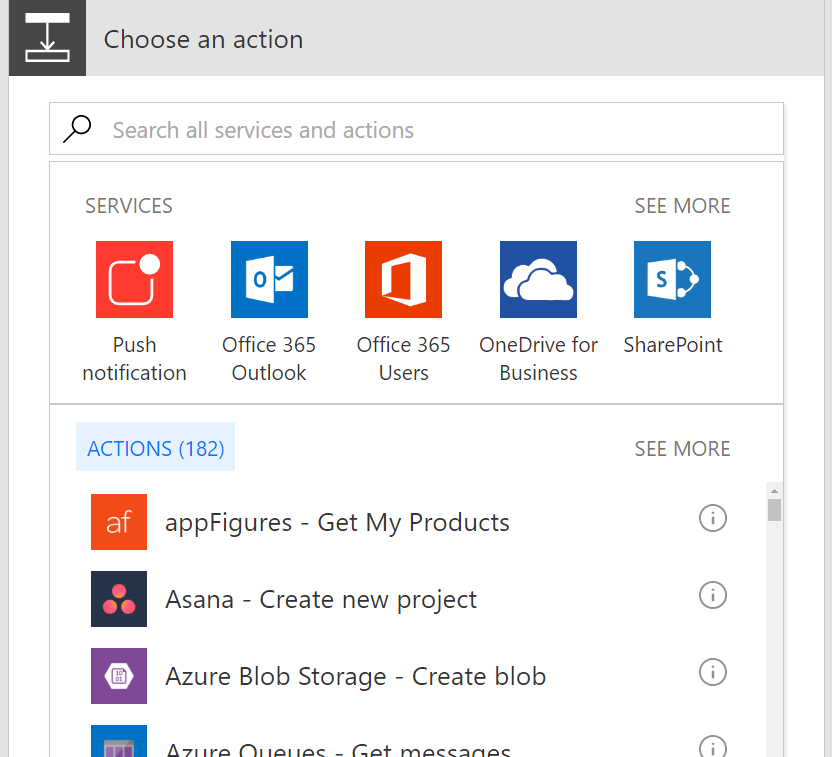 Choose an action
Search all services and actions
SERVICES
SEE MORE
Push notification
Office 365 Outlook
Office 365 Users
OneDrive for Business
SharePoint
ACTIONS (182)
SEE MORE
af
appFigures - Get My Products
Asana - Create new project
Azure Blob Storage - Create blob
Azure Queues - Get messages